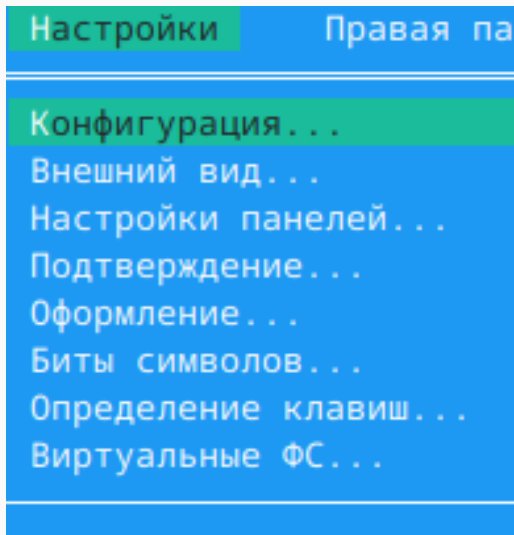 Настройки Правая па
Конфигурация...
Внешний вид...
Настройки панелей...
Подтверждение...
Оформление...
Биты символов...
Определение клавиш...
Виртуальные ФС...